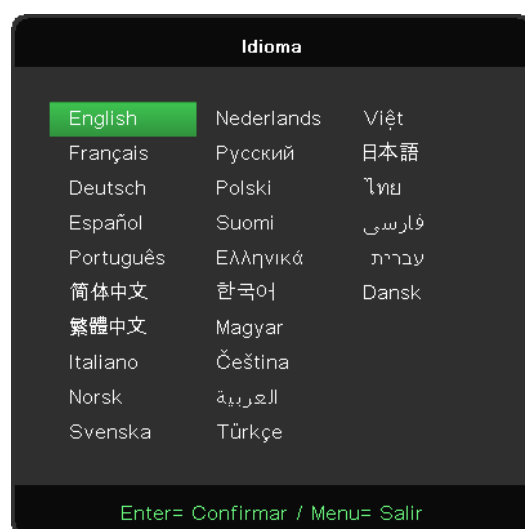 Idioma
English Nederlands Việt
Français Русский 日本語
Deutsch Polski ไทย
Español Suomi فارسی
Português Ελληνικά עברית
简体中文 한국어 Dansk
繁體中文 Magyar
Italiano Čeština
Norsk العربية
Svenska Türkçe
Enter= Confirmar / Menu= Salir